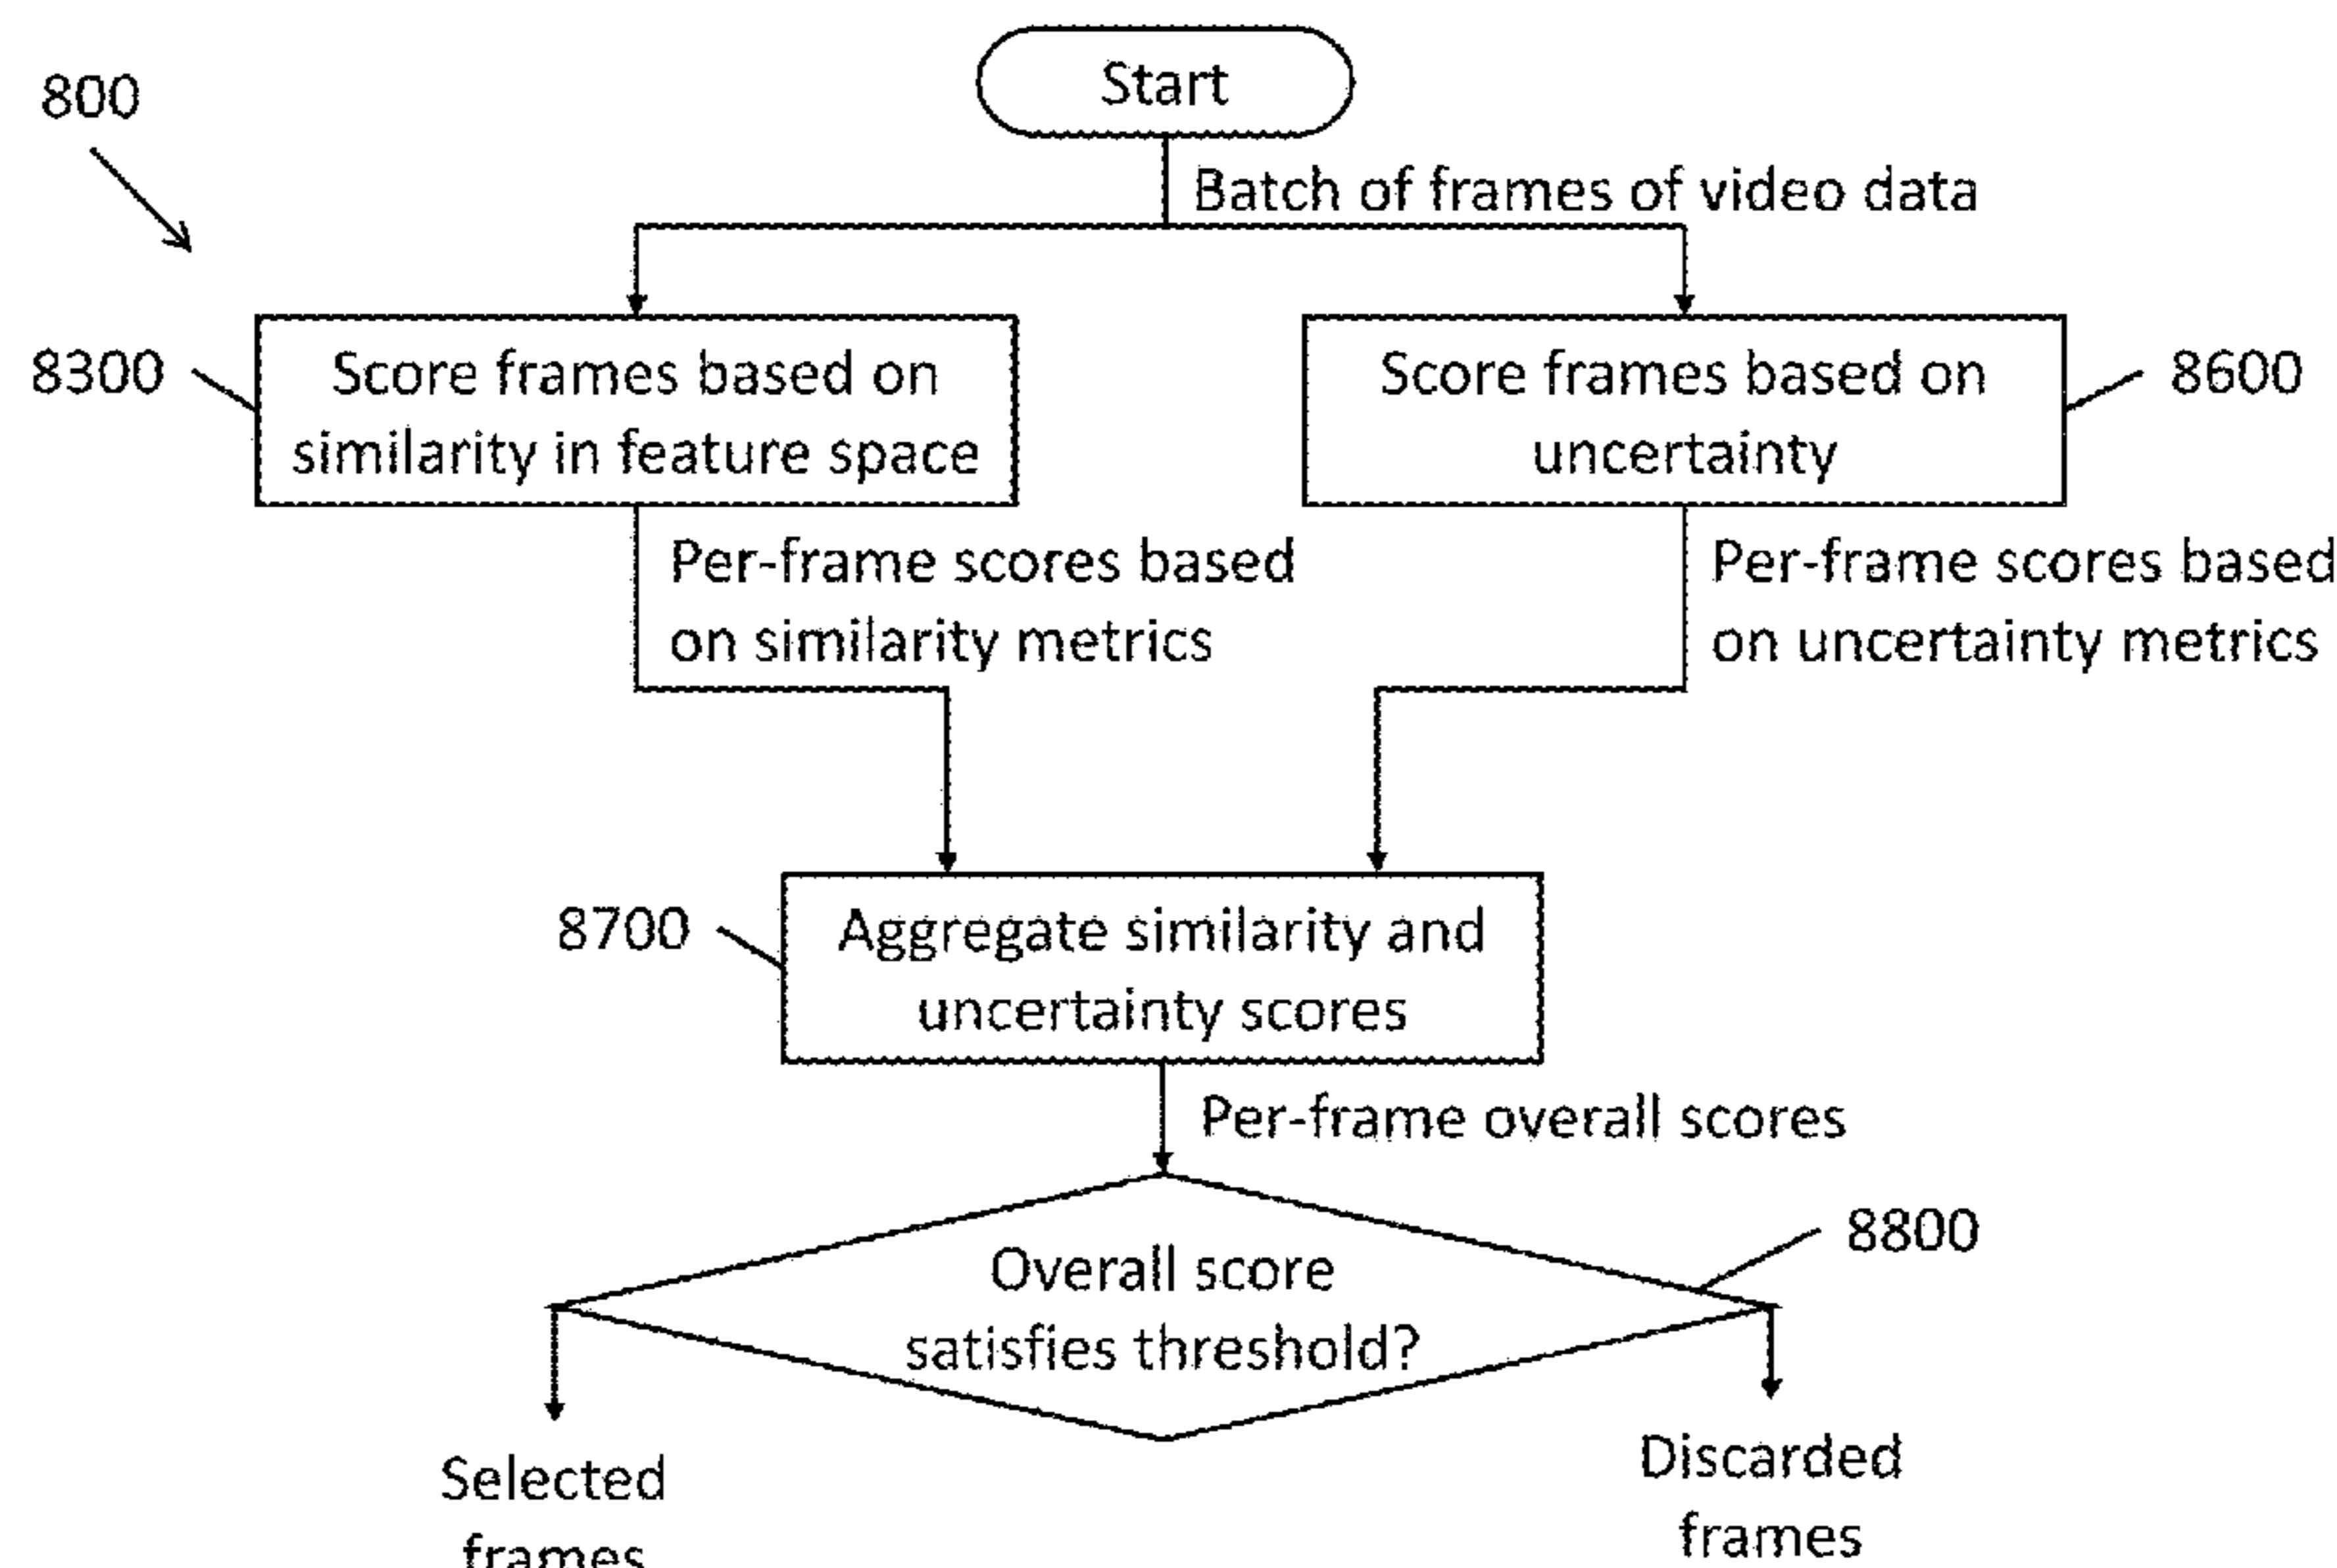 800
Start
Batch of frames of video data
8300
Score frames based on
similarity in feature space
Score frames based on
uncertainty
8600
Per-frame scores based
on similarity metrics
Per-frame scores based
on uncertainty metrics
8700
Aggregate similarity and
uncertainty scores
Per-frame overall scores
8800
Overall score
satisfies threshold?
Selected
frames
Discarded
frames